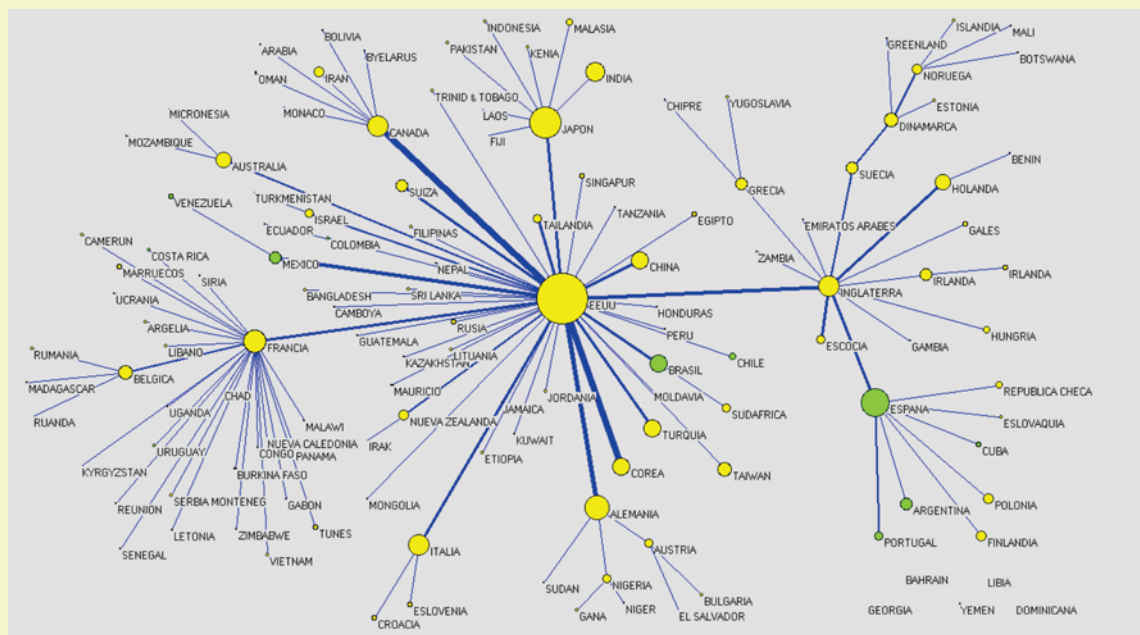 ISLANDIA
MALI
INDONESIA
MALASIA
BOLIVIA
ARABIA
GREENLAND
PAKISTAN
KENIA
BYELARUS
BOTSWANA
IRAN
OMAN
INDIA
NORUEGA
TRINID & TOBAGO
CHIPRE
YUGOSLAVIA
ESTONIA
MICRONESIA
MONACO
LAOS
CANADA
JAPON
DINAMARCA
FIJI
MOZAMBIQUE
AUSTRALIA
BENIN
SUECIA
SINGAPUR
HOLANDA
GRECIA
SUIZA
VENEZUELA
TURKMENISTAN
ISRAEL
TANZANIA
EGIPTO
TAILANDIA
EMIRATOS ARABES
GALES
ECUADOR
FILIPINAS
CAMERUN
COLOMBIA
COSTA RICA
ZAMBIA
MEXICO
NEPAL
CHINA
MARRUECOS
IRLANDA
IRLANDA
SIRIA
INGLATERRA
UCRANIA
BANGLADESH
SRI LANKA
EEUU
CAMBOYA
HONDURAS
ARGELIA
RUSIA
PERU
HUNGRIA
GUATEMALA
ESCOCIA
GAMBIA
LIBANO
FRANCIA
RUMANIA
KAZAKHSTAN
LITUANIA
CHILE
BRASIL
BELGICA
MADAGASCAR
MAURICIO
REPUBLICA CHECA
CHAD
JORDANIA
MOLDAVIA
UGANDA
JAMAICA
SUDAFRICA
ESPANA
RUANDA
MALAWI
NUEVA ZEALANDA
ESLOVAQUIA
KUWAIT
TURQUIA
NUEVA CALEDONIA
IRAK
URUGUAY
CONGO
PANAMA
ETIOPIA
CUBA
KYRGYZSTAN
BURKINA FASO
COREA
TAIWAN
SERBIA MONTENEG
GABON
MONGOLIA
POLONIA
REUNION
ALEMANIA
ARGENTINA
LETONIA
ZIMBABWE
TUNES
PORTUGAL
FINLANDIA
SENEGAL
VIETNAM
ITALIA
AUSTRIA
SUDAN
NIGERIA
BAHRAIN
LIBIA
BULGARIA
ESLOVENIA
NIGER
GANA
EL SALVADOR
CROACIA
GEORGIA
YEMEN
DOMINICANA